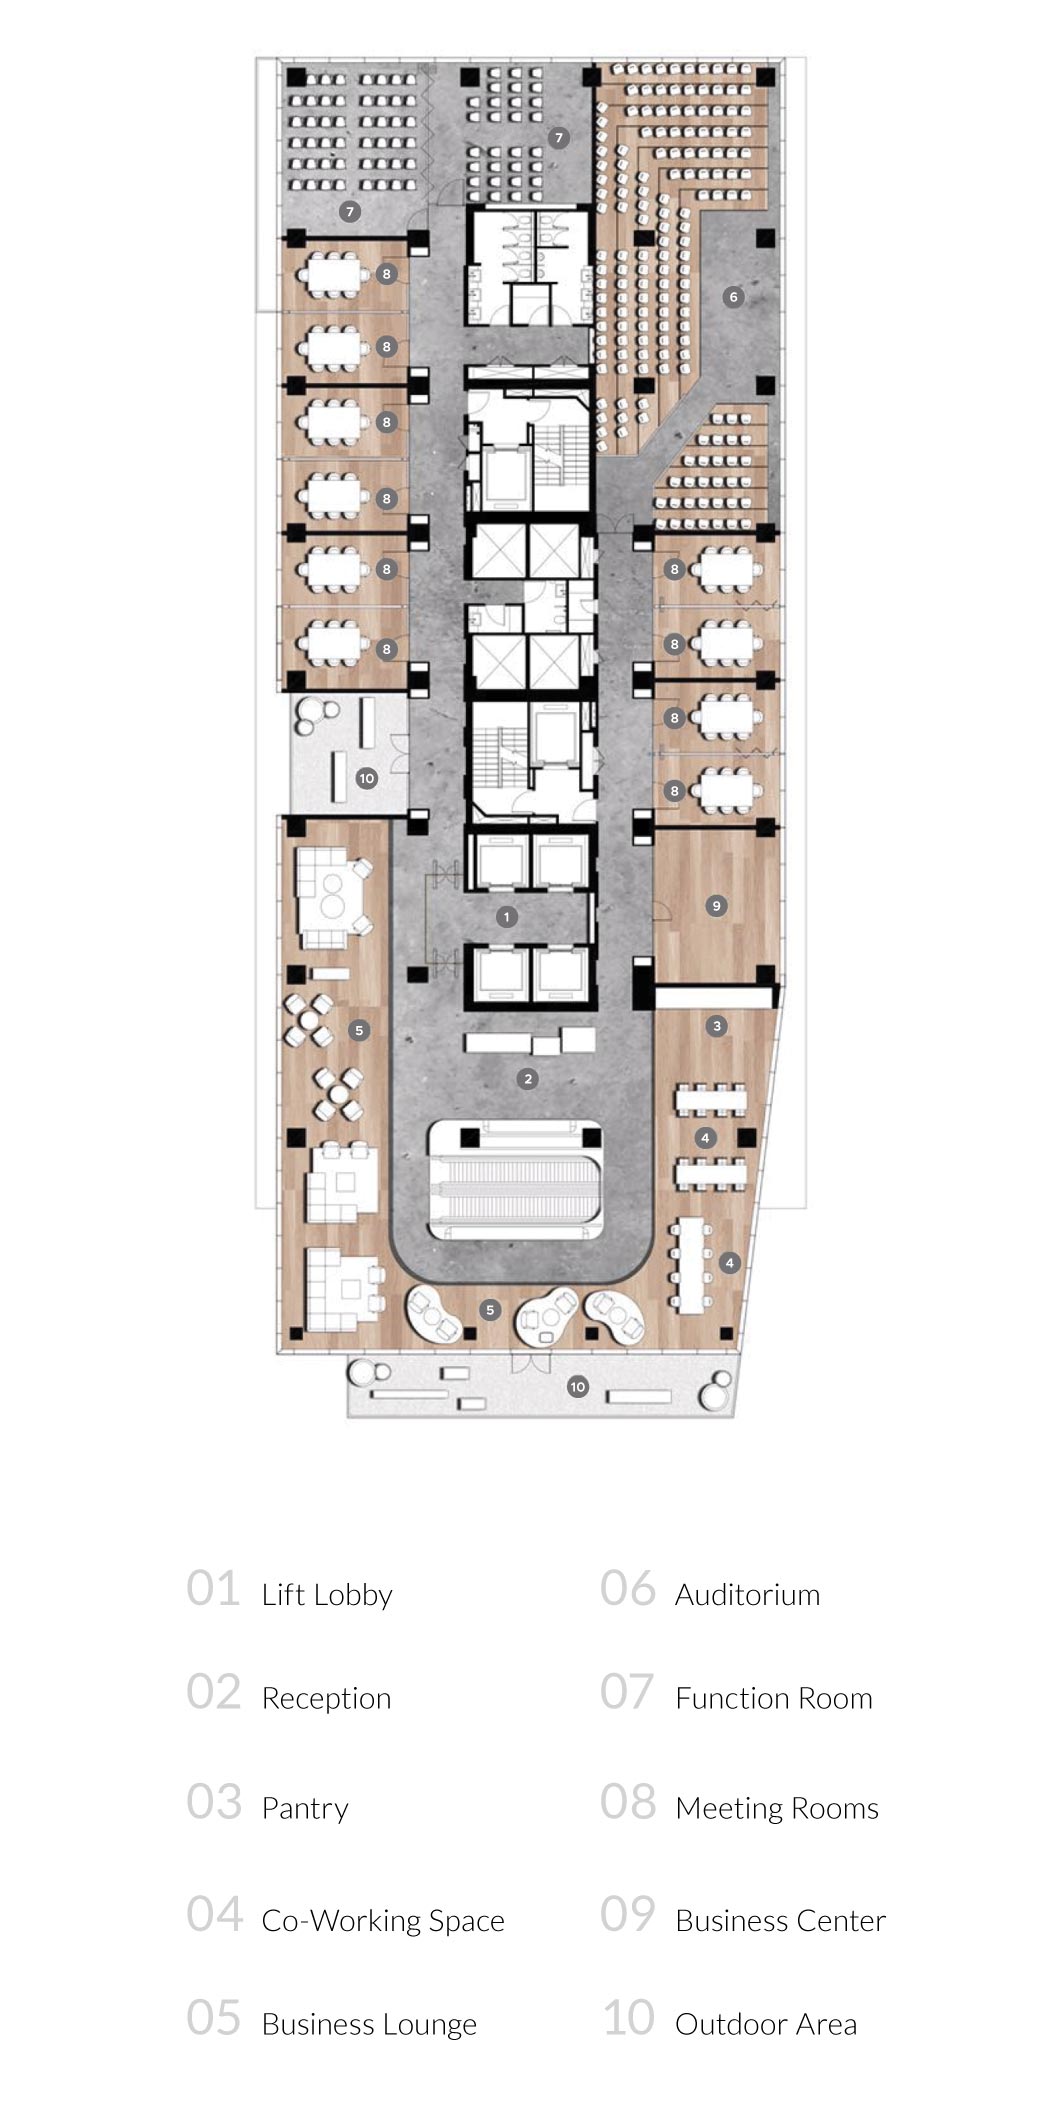 7
7
6
8
8
8
8
8
8
8
8
8
8
10
1
9
5
3
2
4
4
5
10
01 Lift Lobby
06 Auditorium
02 Reception
07 Function Room
03 Pantry
08 Meeting Rooms
04 Co-Working Space
09 Business Center
05 Business Lounge
10 Outdoor Area